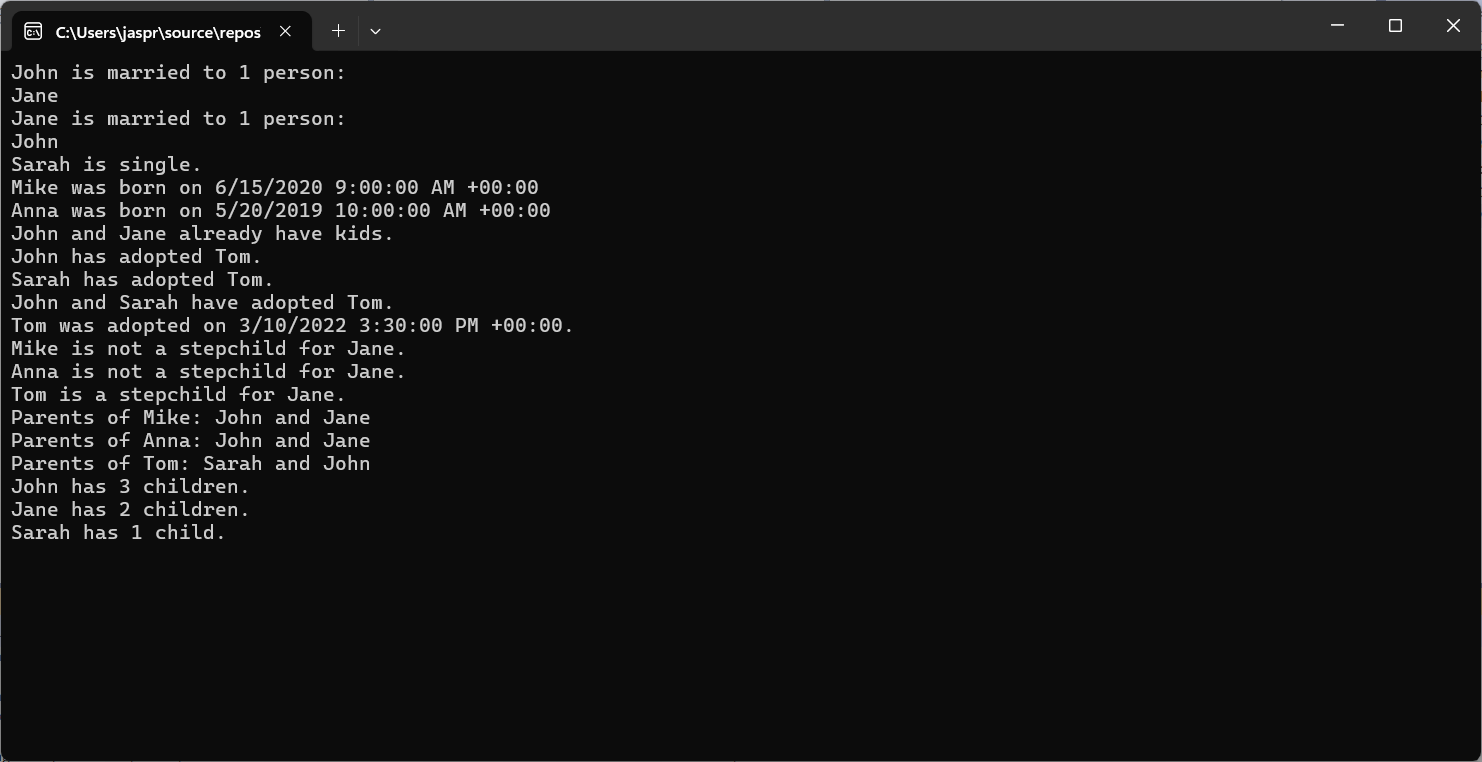 C:\Users\jaspr\source\repos
John is married to 1 person:
Jane
Jane is married to 1 person:
John
Sarah is single.
Mike was born on 6/15/2020 9:00:00 AM +00:00
Anna was born on 5/20/2019 10:00:00 AM +00:00
John and Jane already have kids.
John has adopted Tom.
Sarah has adopted Tom.
John and Sarah have adopted Tom.
Tom was adopted on 3/10/2022 3:30:00 PM +00:00.
Mike is not a stepchild for Jane.
Anna is not a stepchild for Jane.
Tom is a stepchild for Jane.
Parents of Mike: John and Jane
Parents of Anna: John and Jane
Parents of Tom: Sarah and John
John has 3 children.
Jane has 2 children.
Sarah has 1 child.